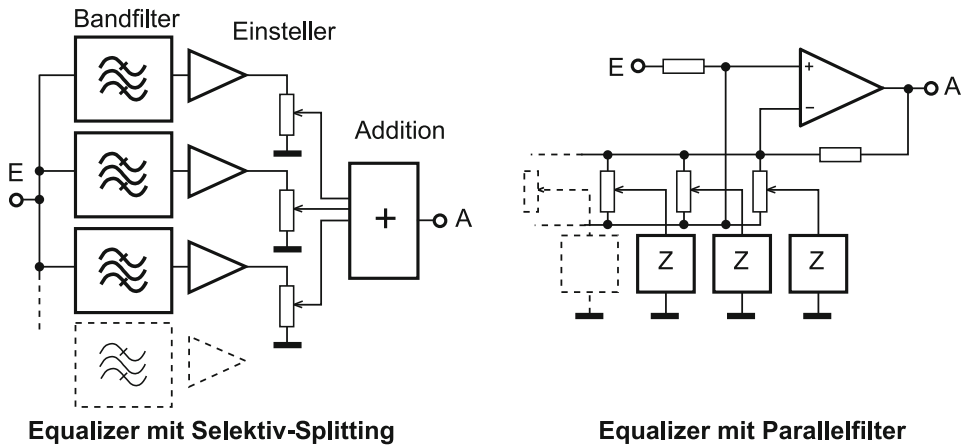 Bandfilter
Einsteller
Addition
E
+
A
E
+
−
A
Z
Z
Z
Equalizer mit Selektiv-Splitting
Equalizer mit Parallelfilter